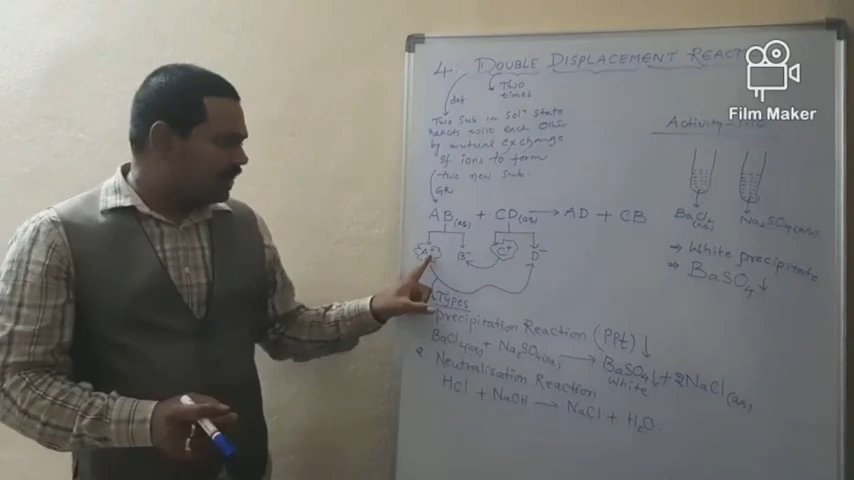 4. DOUBLE DISPLACEMENT REACT
Two
times
def
Two Sub in Solⁿ state
reacts with each other
by mutual exchange
of ions to form
two new sub.
GR
AB(aq) + CD(aq) → AD + CB
A⁺ B⁻ C⁺ D⁻
Types
precipitation Reaction (PPt) ↓
BaCl₂(aq) + Na₂SO₄(aq) → BaSO₄↓ + 2NaCl(aq)
White
2 Neutralisation Reaction
HCl + NaOH → NaCl + H₂O.
Activity
BaCl₂
(aq)
Na₂SO₄(aq)
⇒ White precipitate
⇒ BaSO₄↓
Film Maker